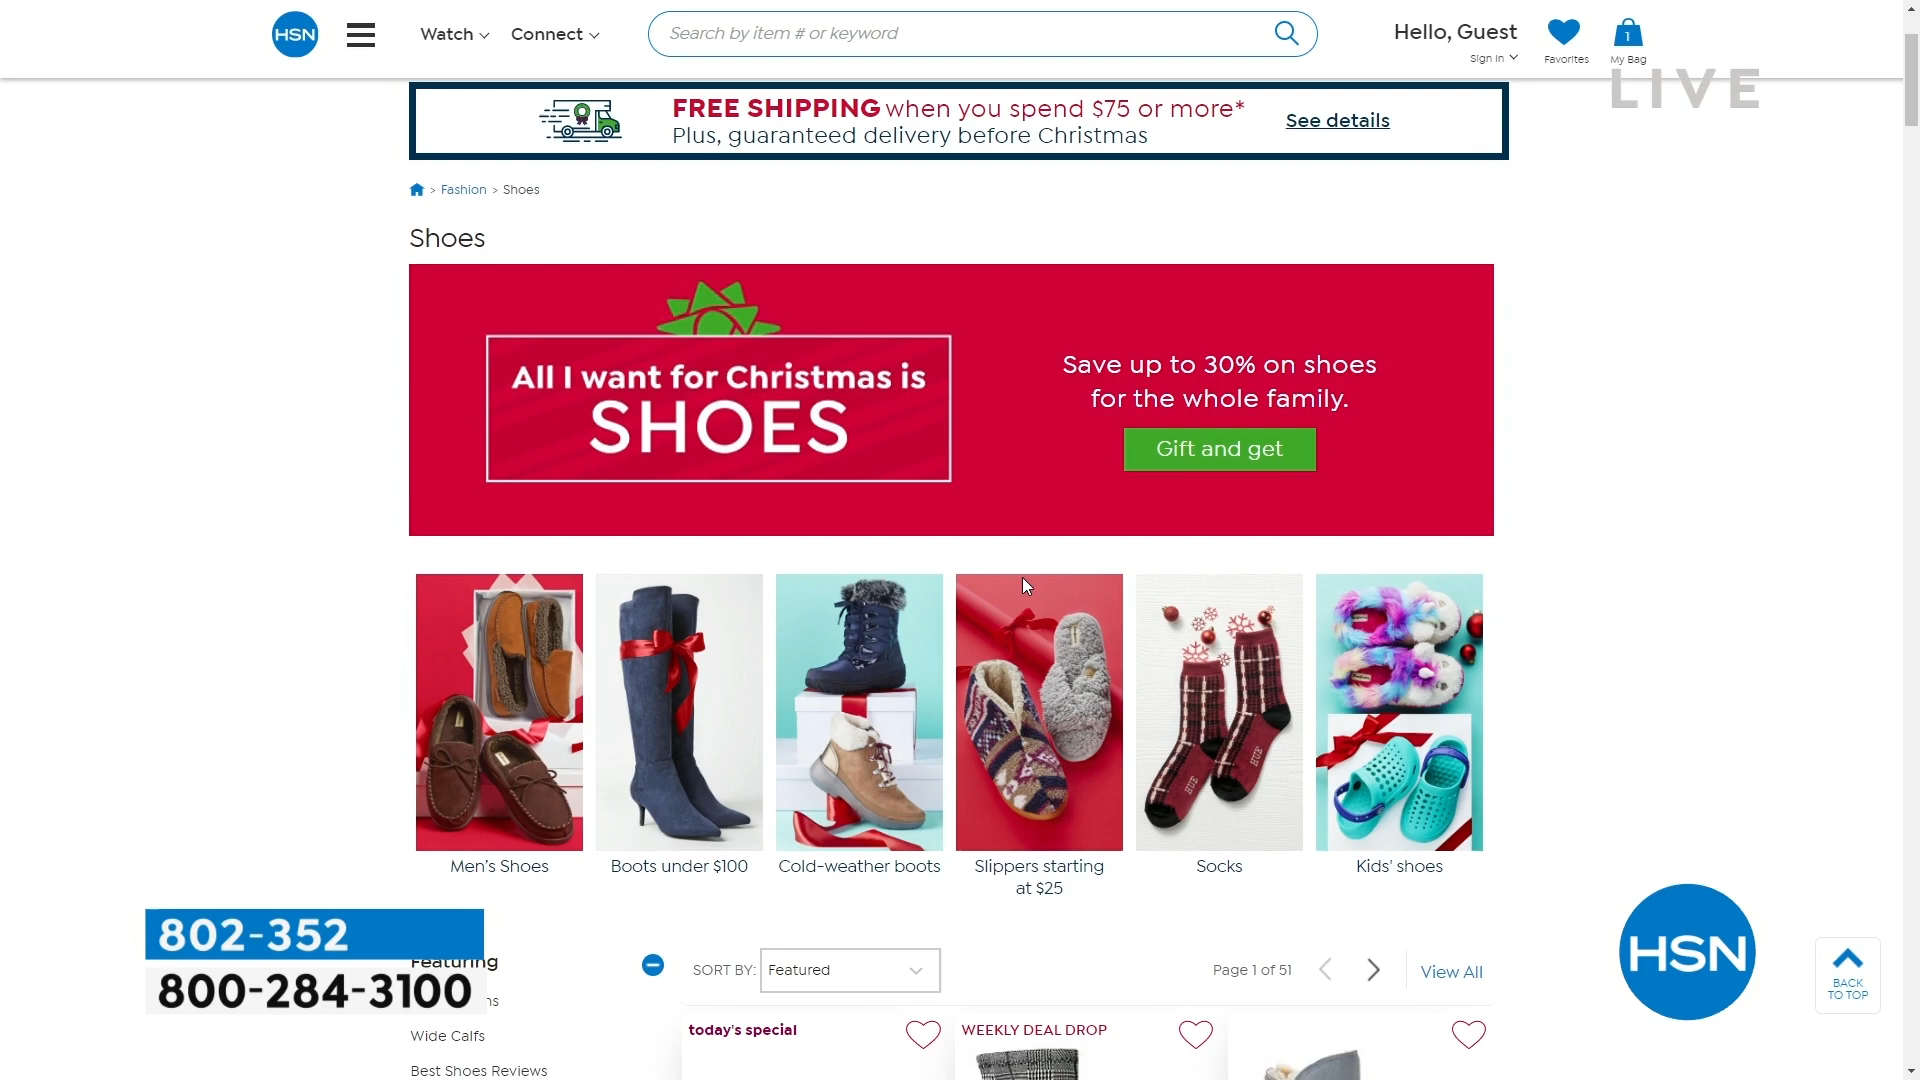 HSN
Watch
Connect
Search by item # or keyword
Hello, Guest
Sign In
Favorites
1
My Bag
LIVE
FREE SHIPPING when you spend $75 or more*
Plus, guaranteed delivery before Christmas
See details
> Fashion > Shoes
Shoes
All I want for Christmas is
SHOES
Save up to 30% on shoes
for the whole family.
Gift and get
HUE
HUE
Men's Shoes
Boots under $100
Cold-weather boots
Slippers starting
at $25
Socks
Kids' shoes
802-352
800-284-3100
Featuring
Wide Calfs
Best Shoes Reviews
SORT BY:
Featured
Page 1 of 51
View All
HSN
BACK
TO TOP
today's special
WEEKLY DEAL DROP